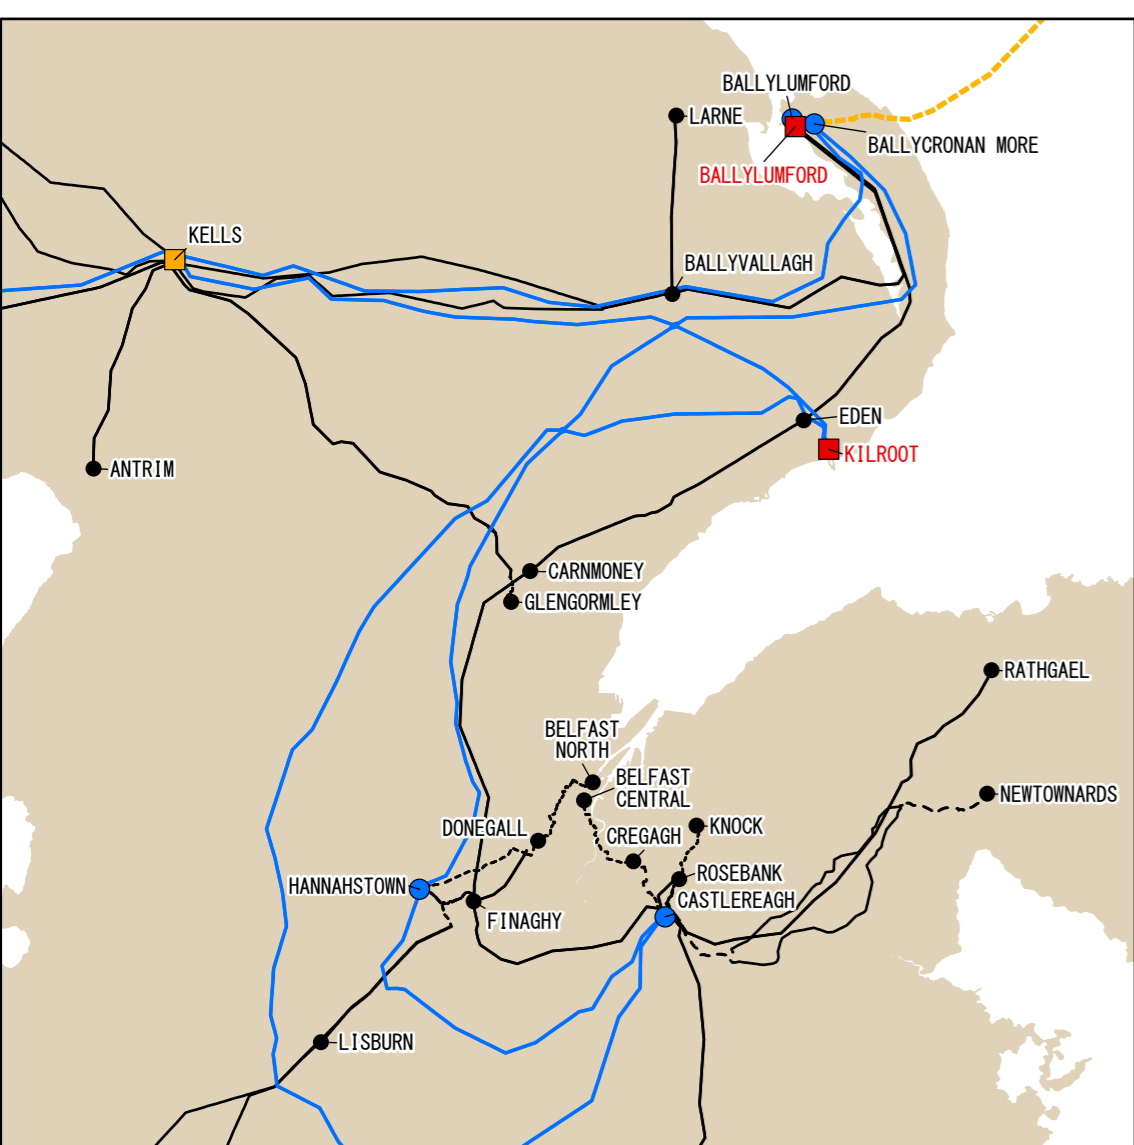 BALLYLUMFORD
LARNE
BALLYCRONAN MORE
BALLYLUMFORD
KELLS
BALLYVALLAGH
EDEN
KILROOT
ANTRIM
CARNMONEY
GLENGORMLEY
RATHGAEL
BELFAST
NORTH
BELFAST
CENTRAL
NEWTOWNARDS
DONEGALL
CREGAGH
KNOCK
ROSEBANK
HANNAHSTOWN
CASTLEREAGH
FINAGHY
LISBURN